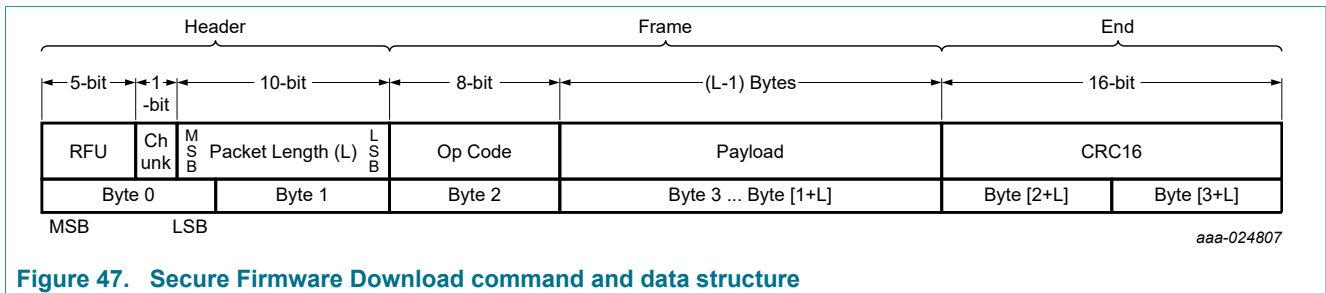 Header Frame End
5-bit 1 -bit 10-bit 8-bit (L-1) Bytes 16-bit
RFU Ch unk MSB Packet Length (L) LSB Op Code Payload CRC16
Byte 0 Byte 1 Byte 2 Byte 3 ... Byte [1+L] Byte [2+L] Byte [3+L]
MSB LSB
aaa-024807
Figure 47. Secure Firmware Download command and data structure